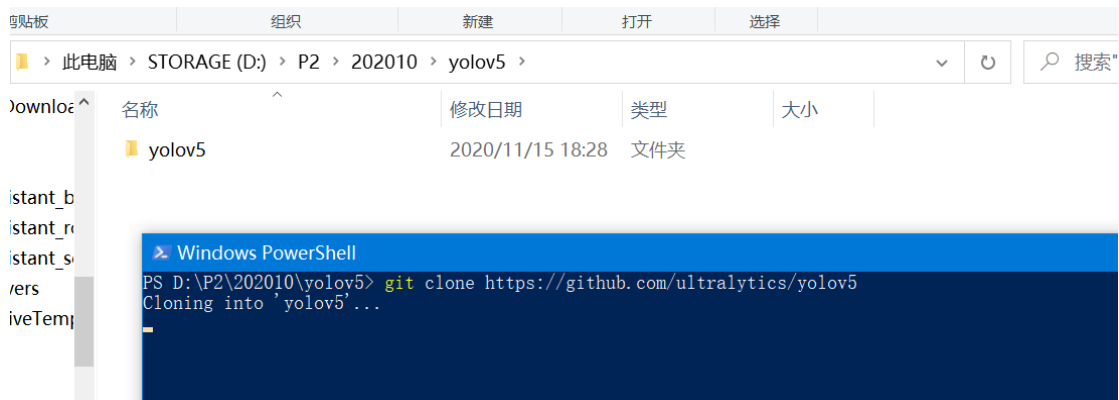 剪贴板 组织 新建 打开 选择
此电脑 > STORAGE (D:) > P2 > 202010 > yolov5 > 搜索"
名称 修改日期 类型 大小
yolov5 2020/11/15 18:28 文件夹
istant_b
istant_s
vers
iveTemp
Windows PowerShell
PS D:\P2\202010\yolov5> git clone https://github.com/ultralytics/yolov5
Cloning into 'yolov5'...